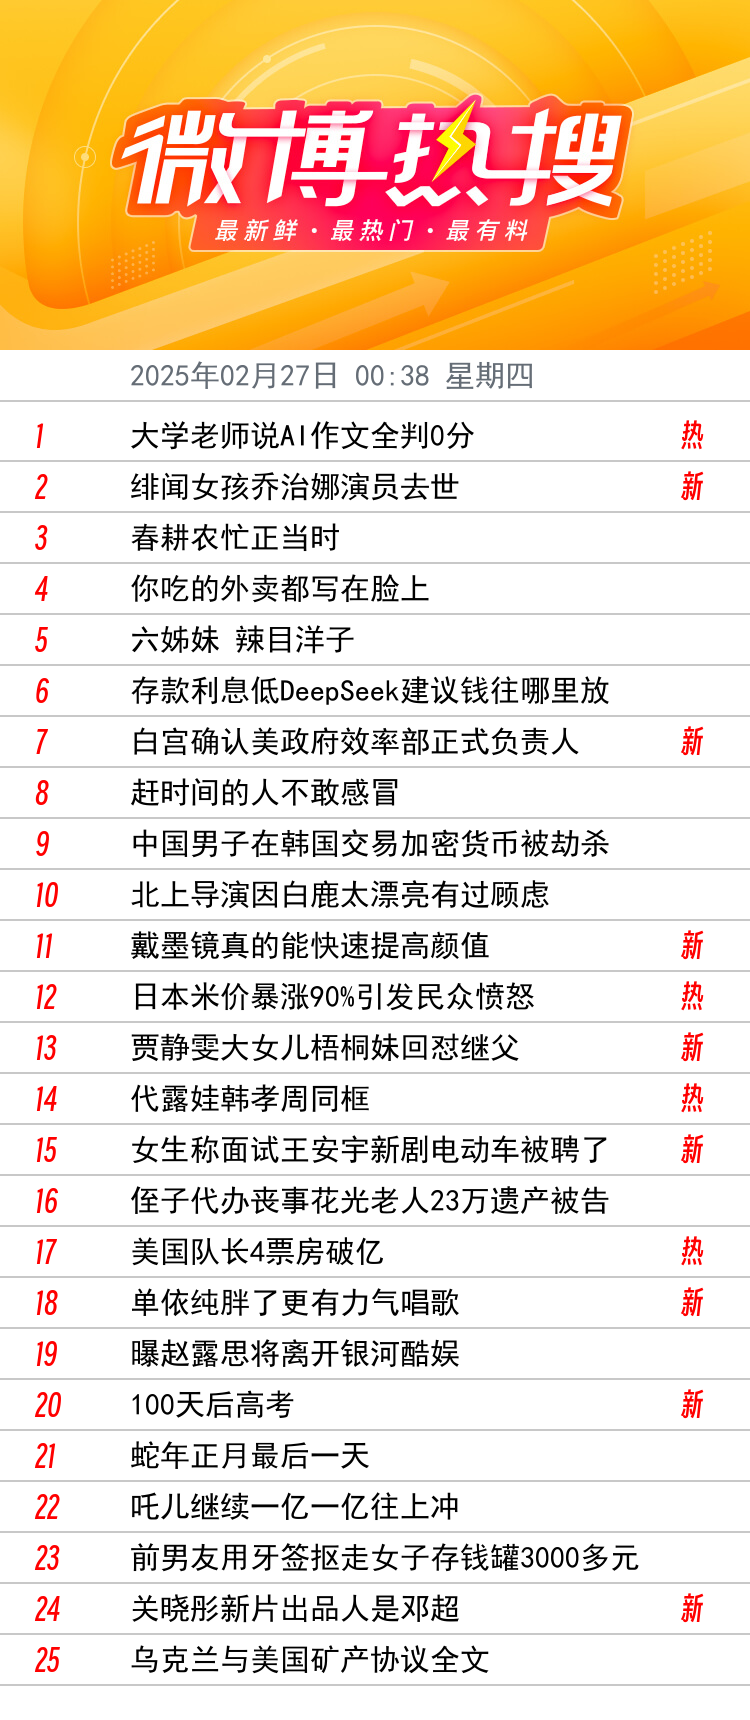 微博热搜
最新鲜·最热门·最有料
2025年02月27日 00:38 星期四
1 大学老师说AI作文全判0分 热
2 绯闻女孩乔治娜演员去世 新
3 春耕农忙正当时
4 你吃的外卖都写在脸上
5 六姊妹 辣目洋子
6 存款利息低DeepSeek建议钱往哪里放
7 白宫确认美政府效率部正式负责人 新
8 赶时间的人不敢感冒
9 中国男子在韩国交易加密货币被劫杀
10 北上导演因白鹿太漂亮有过顾虑
11 戴墨镜真的能快速提高颜值 新
12 日本米价暴涨90%引发民众愤怒 热
13 贾静雯大女儿梧桐妹回怼继父 新
14 代露娃韩孝周同框 热
15 女生称面试王安宇新剧电动车被聘了 新
16 侄子代办丧事花光老人23万遗产被告
17 美国队长4票房破亿 热
18 单依纯胖了更有力气唱歌 新
19 曝赵露思将离开银河酷娱
20 100天后高考 新
21 蛇年正月最后一天
22 吒儿继续一亿一亿往上冲
23 前男友用牙签抠走女子存钱罐3000多元
24 关晓彤新片出品人是邓超 新
25 乌克兰与美国矿产协议全文